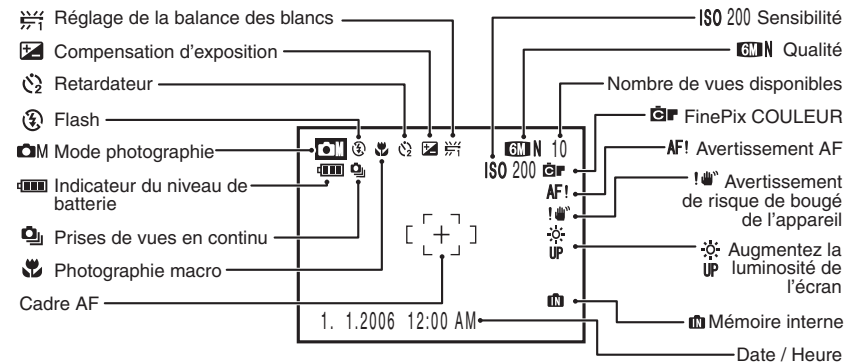 Réglage de la balance des blancs
Compensation d'exposition
Retardateur
Flash
M Mode photographie
Indicateur du niveau de
batterie
Prises de vues en continu
Photographie macro
Cadre AF
M
6M N 10
ISO 200
AF!
!
UP
1. 1.2006 12:00 AM
ISO 200 Sensibilité
6M N Qualité
Nombre de vues disponibles
FinePix COULEUR
AF! Avertissement AF
! Avertissement
de risque de bougé
de l'appareil
Augmentez la
UP luminosité de
l'écran
Mémoire interne
Date / Heure